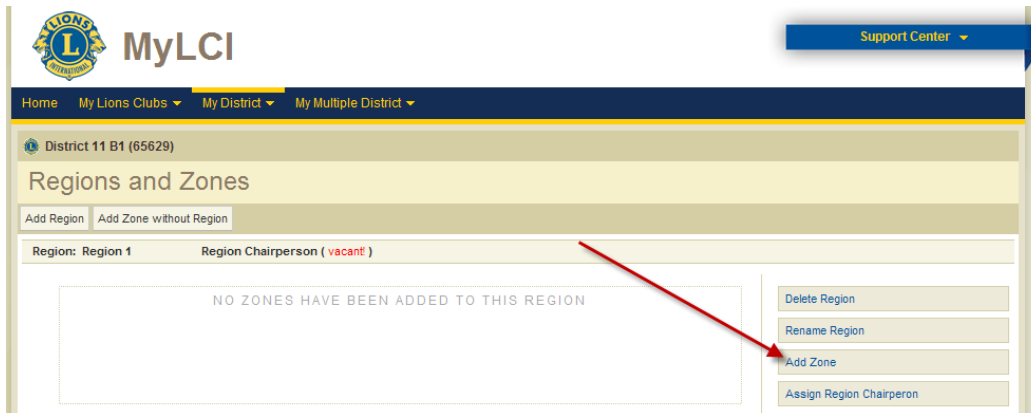 LIONS
L
INTERNATIONAL
MyLCI
Support Center
Home My Lions Clubs My District My Multiple District
District 11 B1 (65629)
Regions and Zones
Add Region Add Zone without Region
Region: Region 1 Region Chairperson ( vacant! )
NO ZONES HAVE BEEN ADDED TO THIS REGION
Delete Region
Rename Region
Add Zone
Assign Region Chairperon